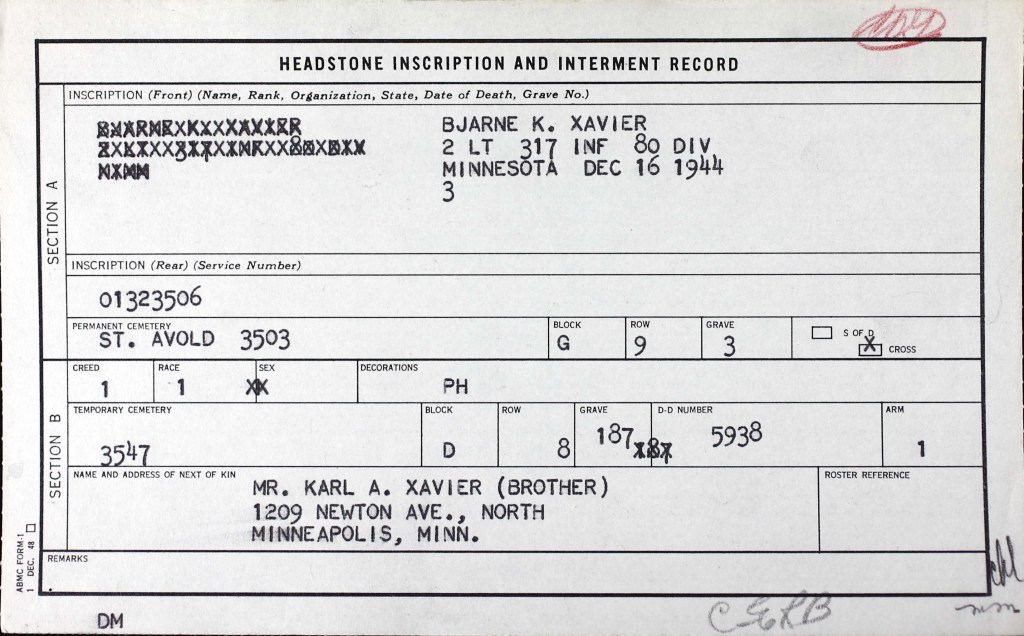 HEADSTONE INSCRIPTION AND INTERMENT RECORD
SECTION A
INSCRIPTION (Front) (Name, Rank, Organization, State, Date of Death, Grave No.)
BJARNE K. XAVIER
2 LT 317 INF 80 DIV
MINNESOTA DEC 16 1944
3
INSCRIPTION (Rear) (Service Number)
01323506
PERMANENT CEMETERY BLOCK ROW GRAVE
ST. AVOLD 3503 G 9 3
S OF D
X CROSS
SECTION B
CREED RACE SEX DECORATIONS
1 1 PH
TEMPORARY CEMETERY BLOCK ROW GRAVE D-D NUMBER ARM
3547 D 8 187 5938 1
NAME AND ADDRESS OF NEXT OF KIN ROSTER REFERENCE
MR. KARL A. XAVIER (BROTHER)
1209 NEWTON AVE., NORTH
MINNEAPOLIS, MINN.
REMARKS
ABMC FORM-1
1 DEC. 48
DM